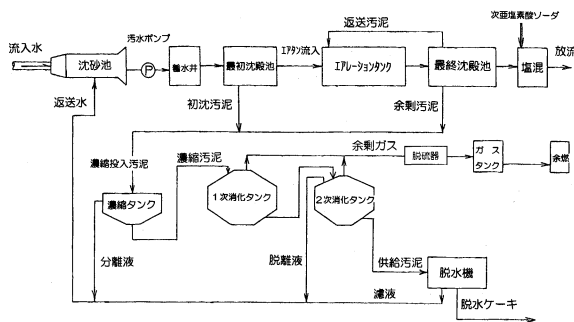 次亜塩素酸ソーダ
汚水ポンプ
返送汚泥
流入水
沈砂池
P
着水井
最初沈殿池
エアタン流入
エアレーションタンク
最終沈殿池
塩混
放流
返送水
初沈汚泥
余剰汚泥
濃縮投入汚泥
濃縮汚泥
余剰ガス
脱硫器
ガス
タンク
余燃
濃縮タンク
1次消化タンク
2次消化タンク
分離液
脱離液
供給汚泥
脱水機
濾液
脱水ケーキ